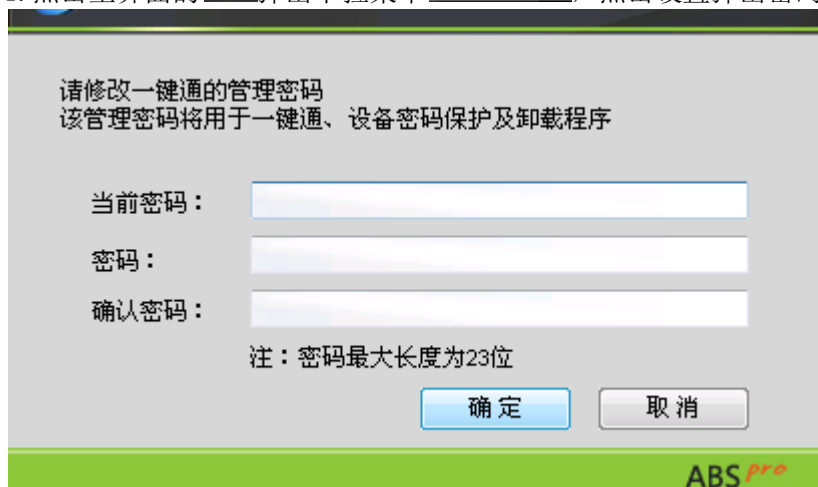 请修改一键通的管理密码
该管理密码将用于一键通、设备密码保护及卸载程序
当前密码：
密码：
确认密码：
注：密码最大长度为23位
确定 取消
ABS Pro